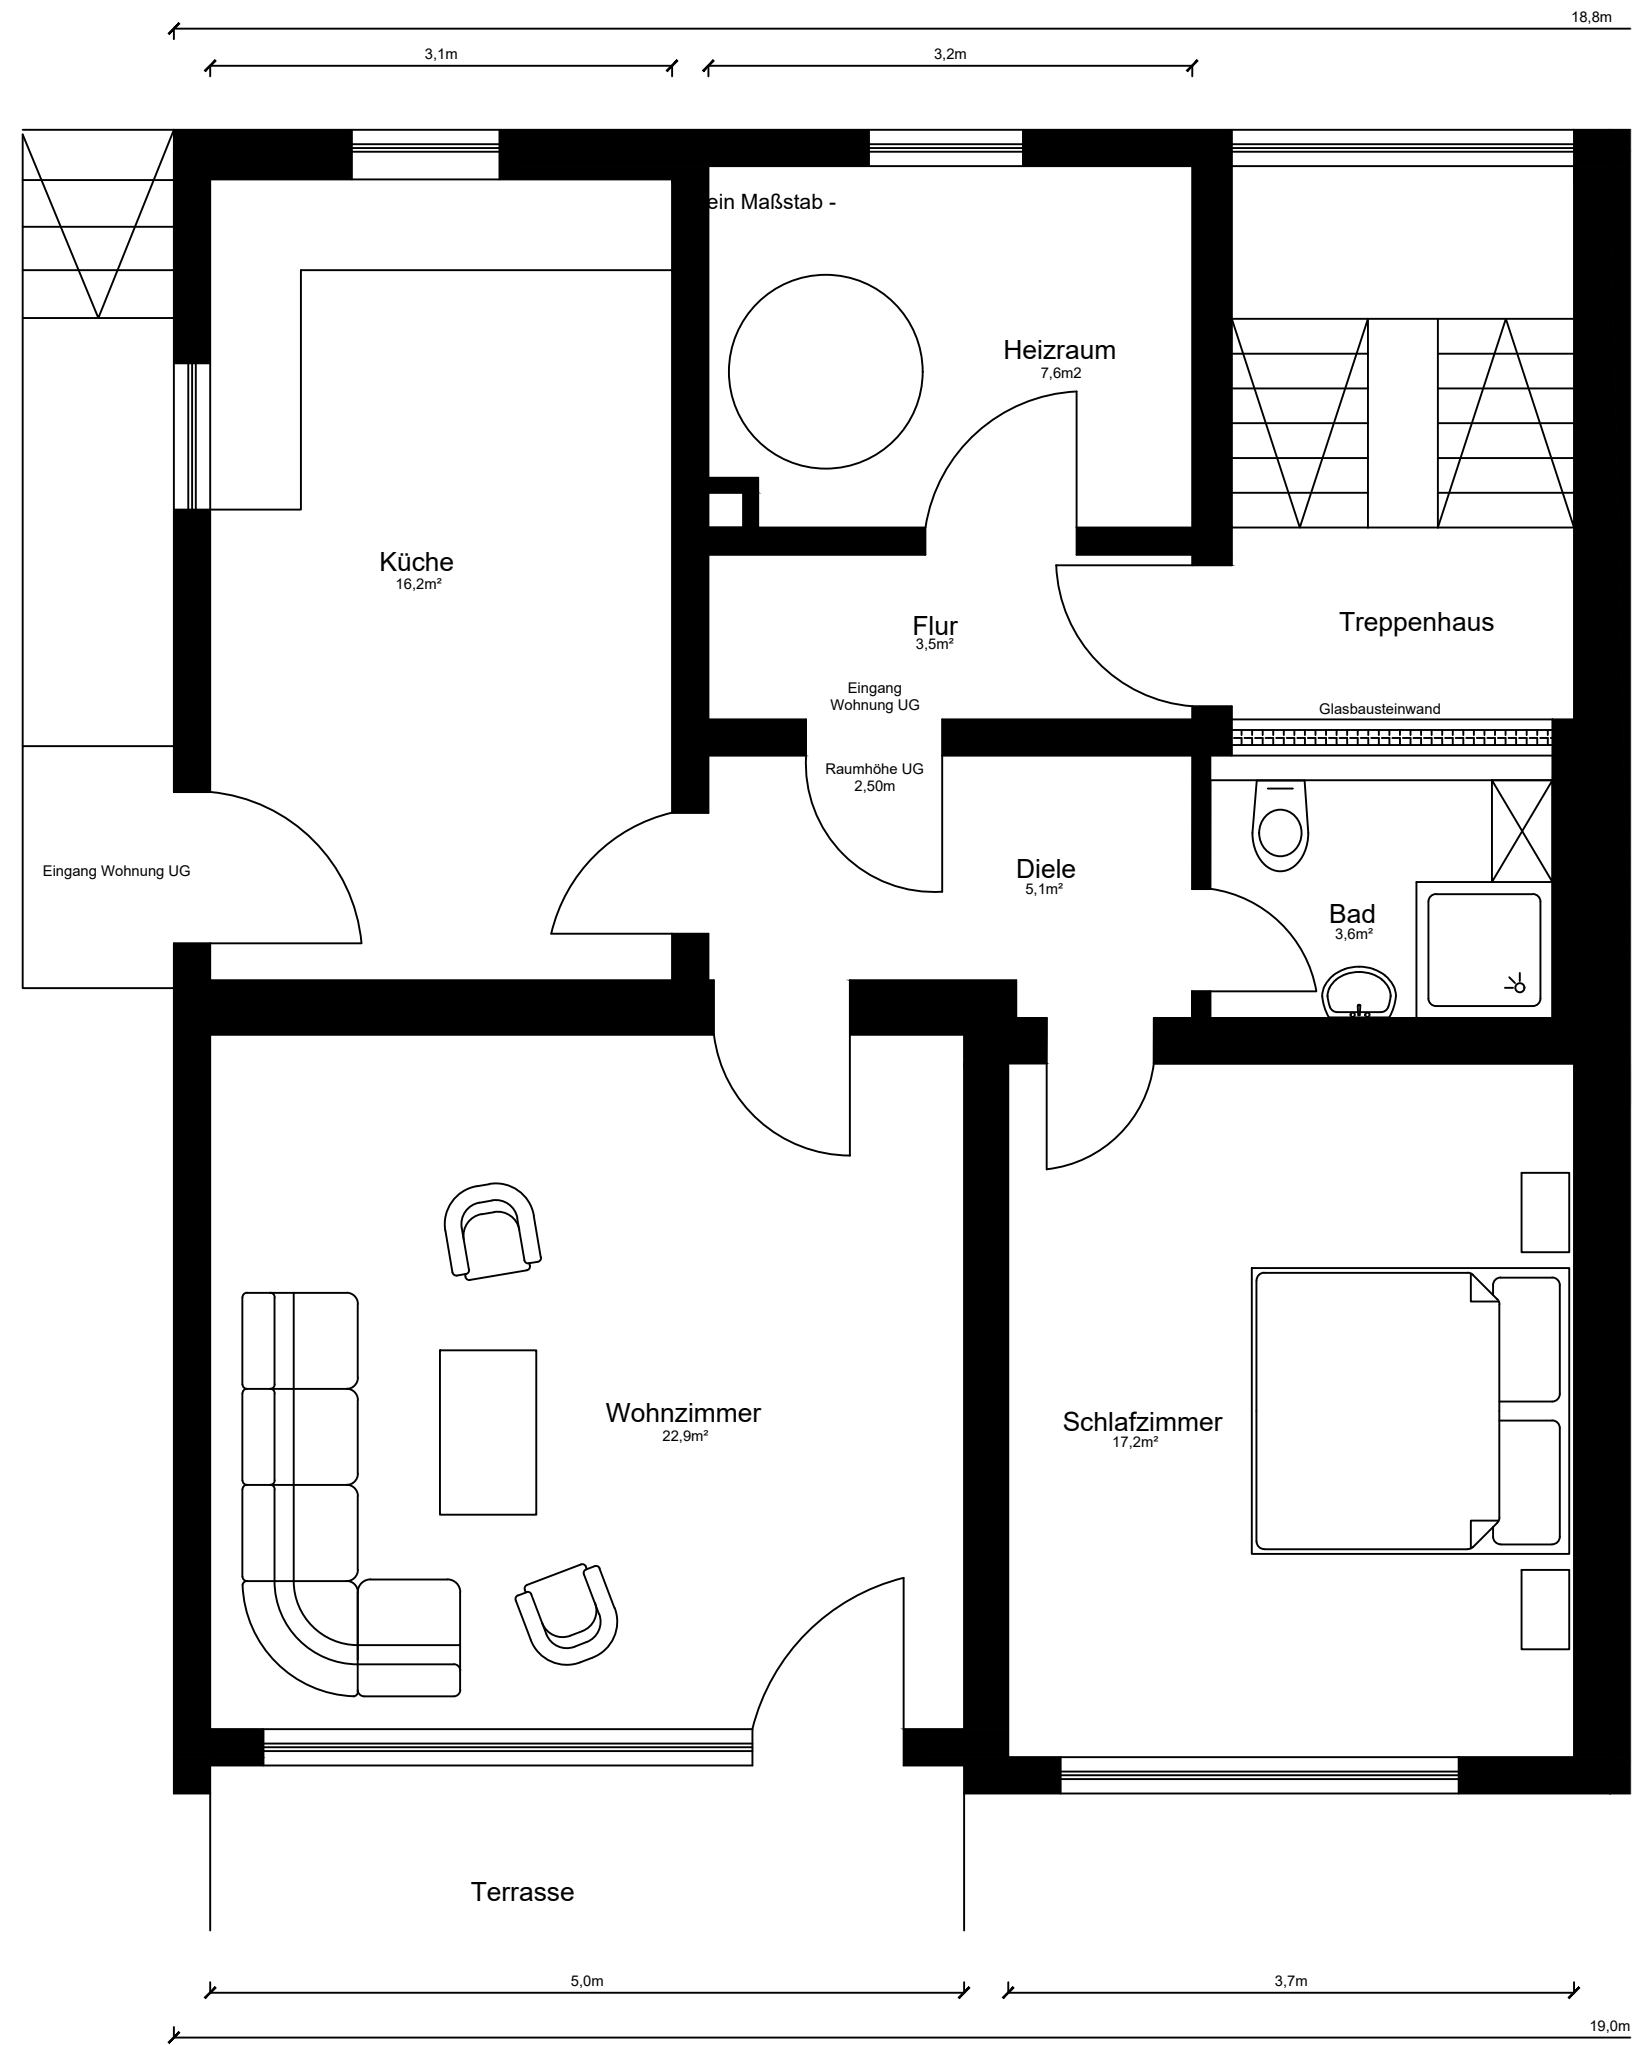 18,8m
3,1m
3,2m
ein Maßstab -
Heizraum
7,6m2
Küche
16,2m²
Flur
3,5m²
Treppenhaus
Eingang
Wohnung UG
Glasbausteinwand
Raumhöhe UG
2,50m
Eingang Wohnung UG
Diele
5,1m²
Bad
3,6m²
Wohnzimmer
22,9m²
Schlafzimmer
17,2m²
Terrasse
5,0m
3,7m
19,0m